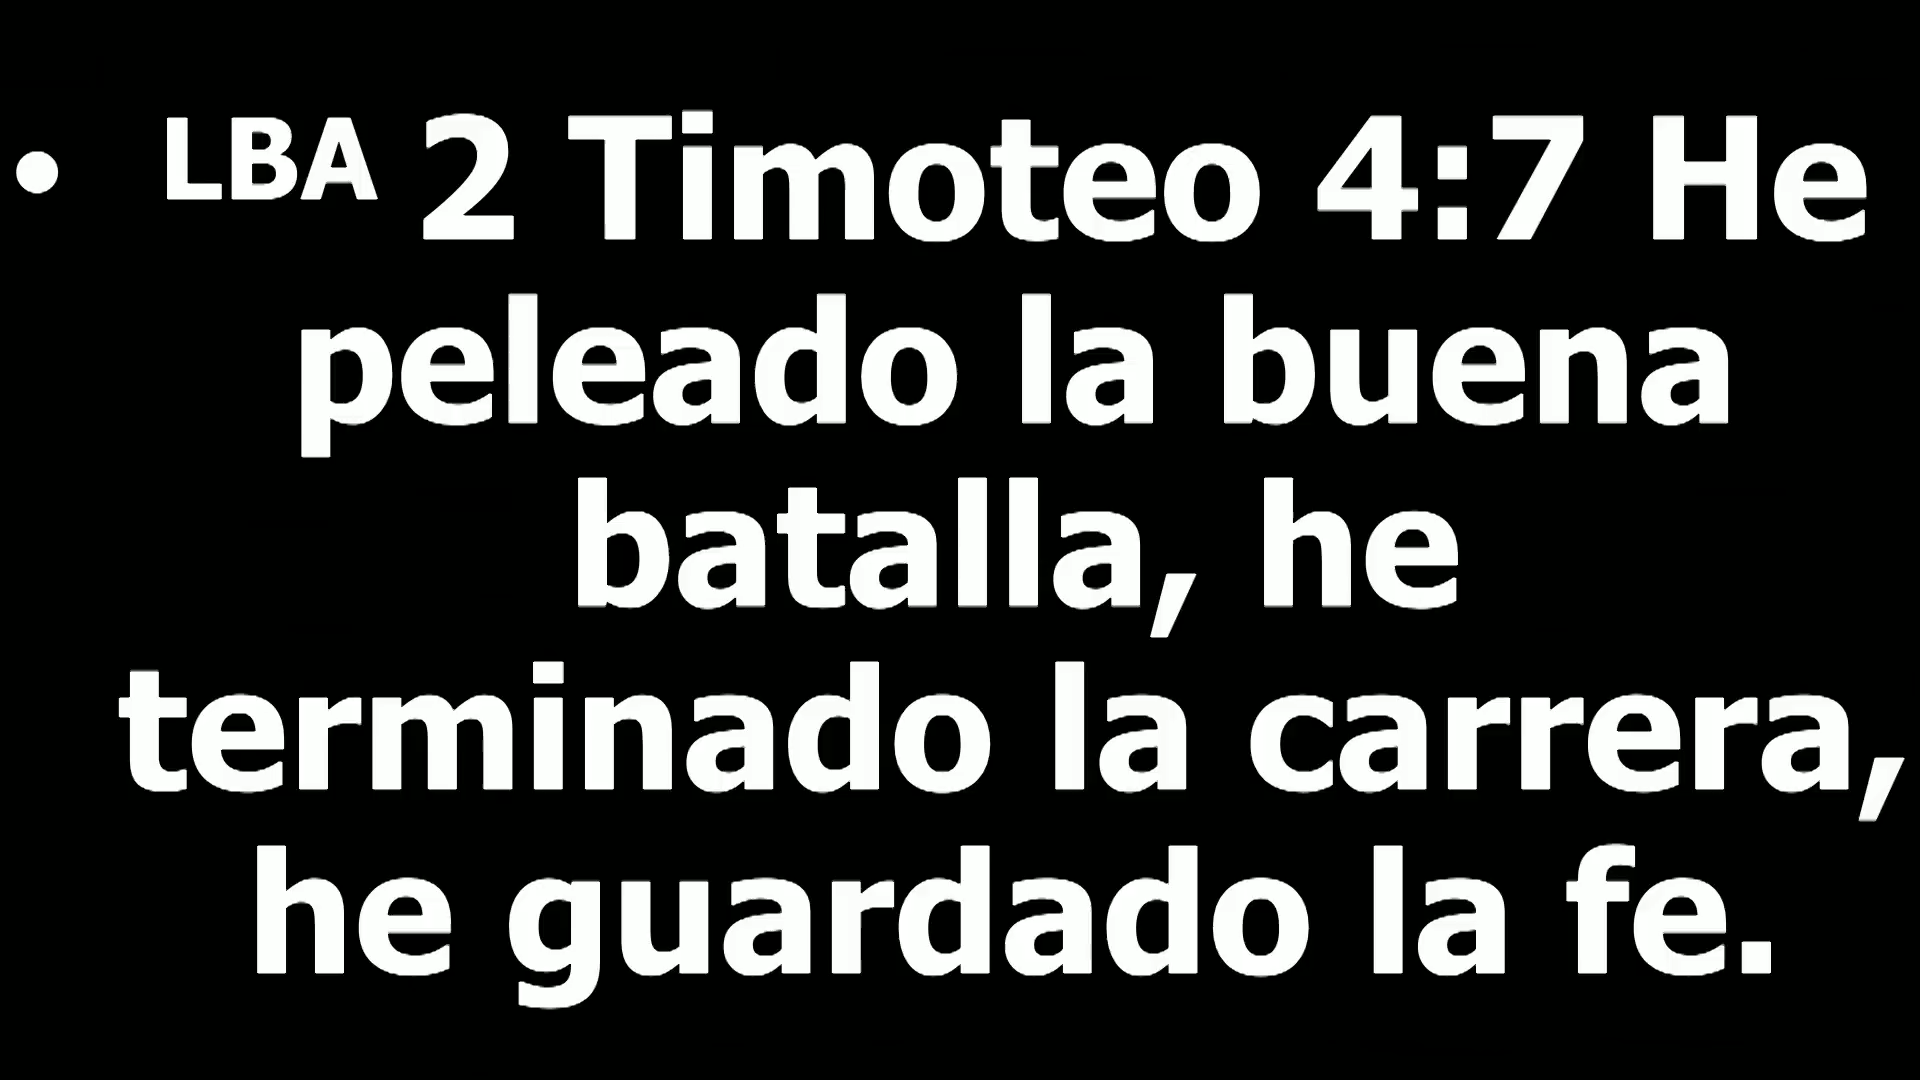 • LBA 2 Timoteo 4:7 He
peleado la buena
batalla, he
terminado la carrera,
he guardado la fe.